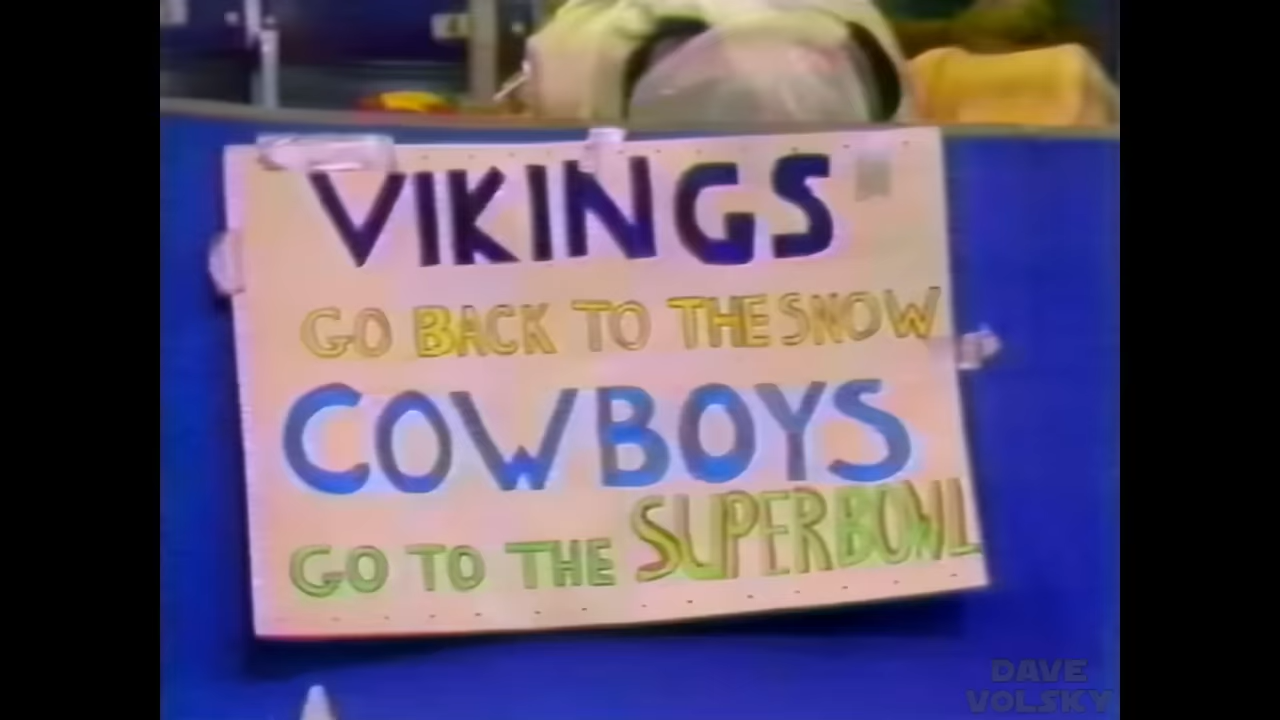 VIKINGS
GO BACK TO THE SNOW
COWBOYS
GO TO THE SUPERBOWL
DAVE
VOLSKY